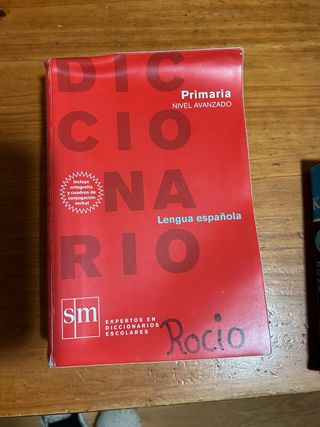 DIC
CIO
NA
RIO
Primaria
NIVEL AVANZADO
Incluye
ortografía
y cuadros de
conjugación
verbal
Lengua española
sm
EXPERTOS EN
DICCIONARIOS
ESCOLARES
Rocio
K